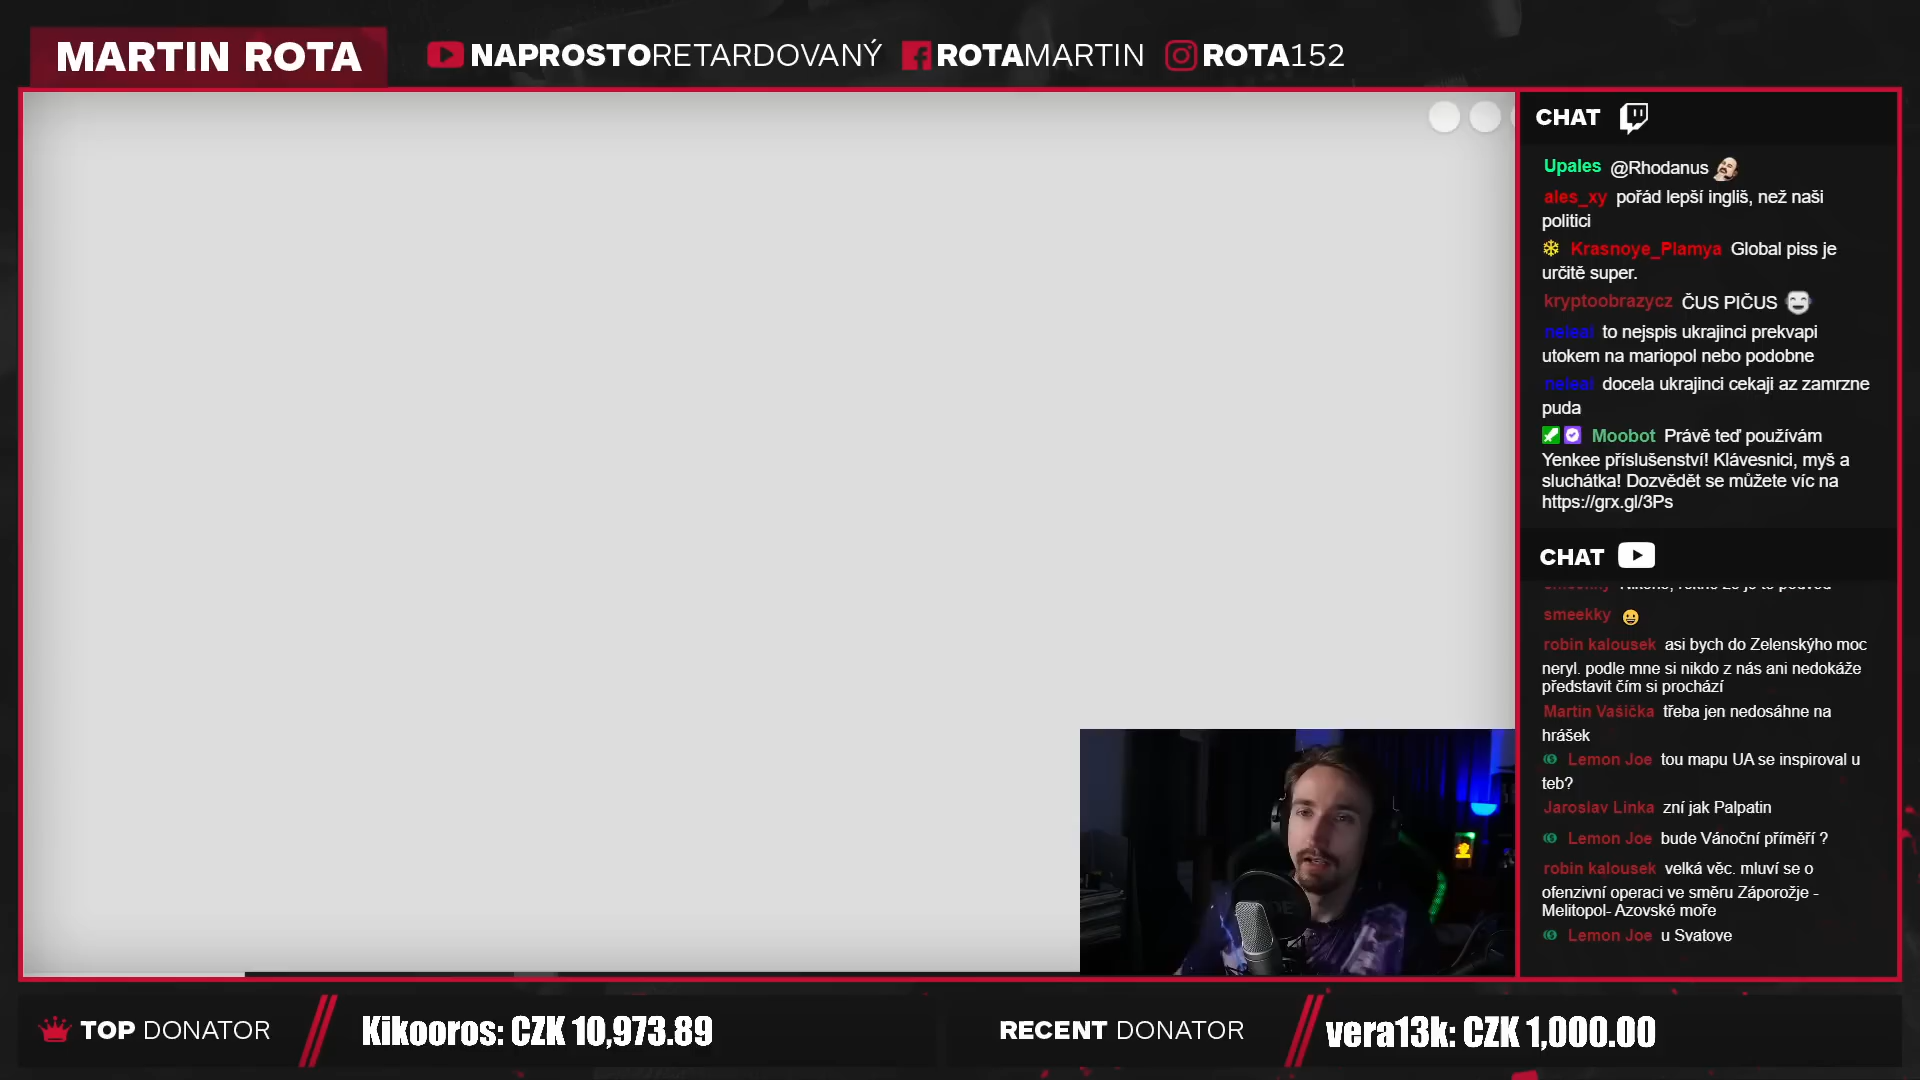 MARTIN ROTA
NAPROSTORETARDOVANÝ ROTAMARTIN ROTA152
CHAT
Upales @Rhodanus
ales_xy pořád lepší ingliš, než naši
politici
Krasnoye_Plamya Global piss je
určitě super.
kryptoobrazycz ČUS PIČUS
neleai to nejspis ukrajinci prekvapi
utokem na mariopol nebo podobne
neleai docela ukrajinci cekaji az zamrzne
puda
Moobot Právě teď používám
Yenkee příslušenství! Klávesnici, myš a
sluchátka! Dozvědět se můžete víc na
https://grx.gl/3Ps
CHAT
smeekky
robin kalousek asi bych do Zelenskýho moc
neryl. podle mne si nikdo z nás ani nedokáže
představit čím si prochází
Martin Vašíčka třeba jen nedosáhne na
hrášek
Lemon Joe tou mapu UA se inspiroval u
teb?
Jaroslav Linka zní jak Palpatin
Lemon Joe bude Vánoční příměří ?
robin kalousek velká věc. mluví se o
ofenzivní operaci ve směru Záporožje -
Melitopol- Azovské moře
Lemon Joe u Svatove
TOP DONATOR
Kikooros: CZK 10,973.89
RECENT DONATOR
vera13k: CZK 1,000.00